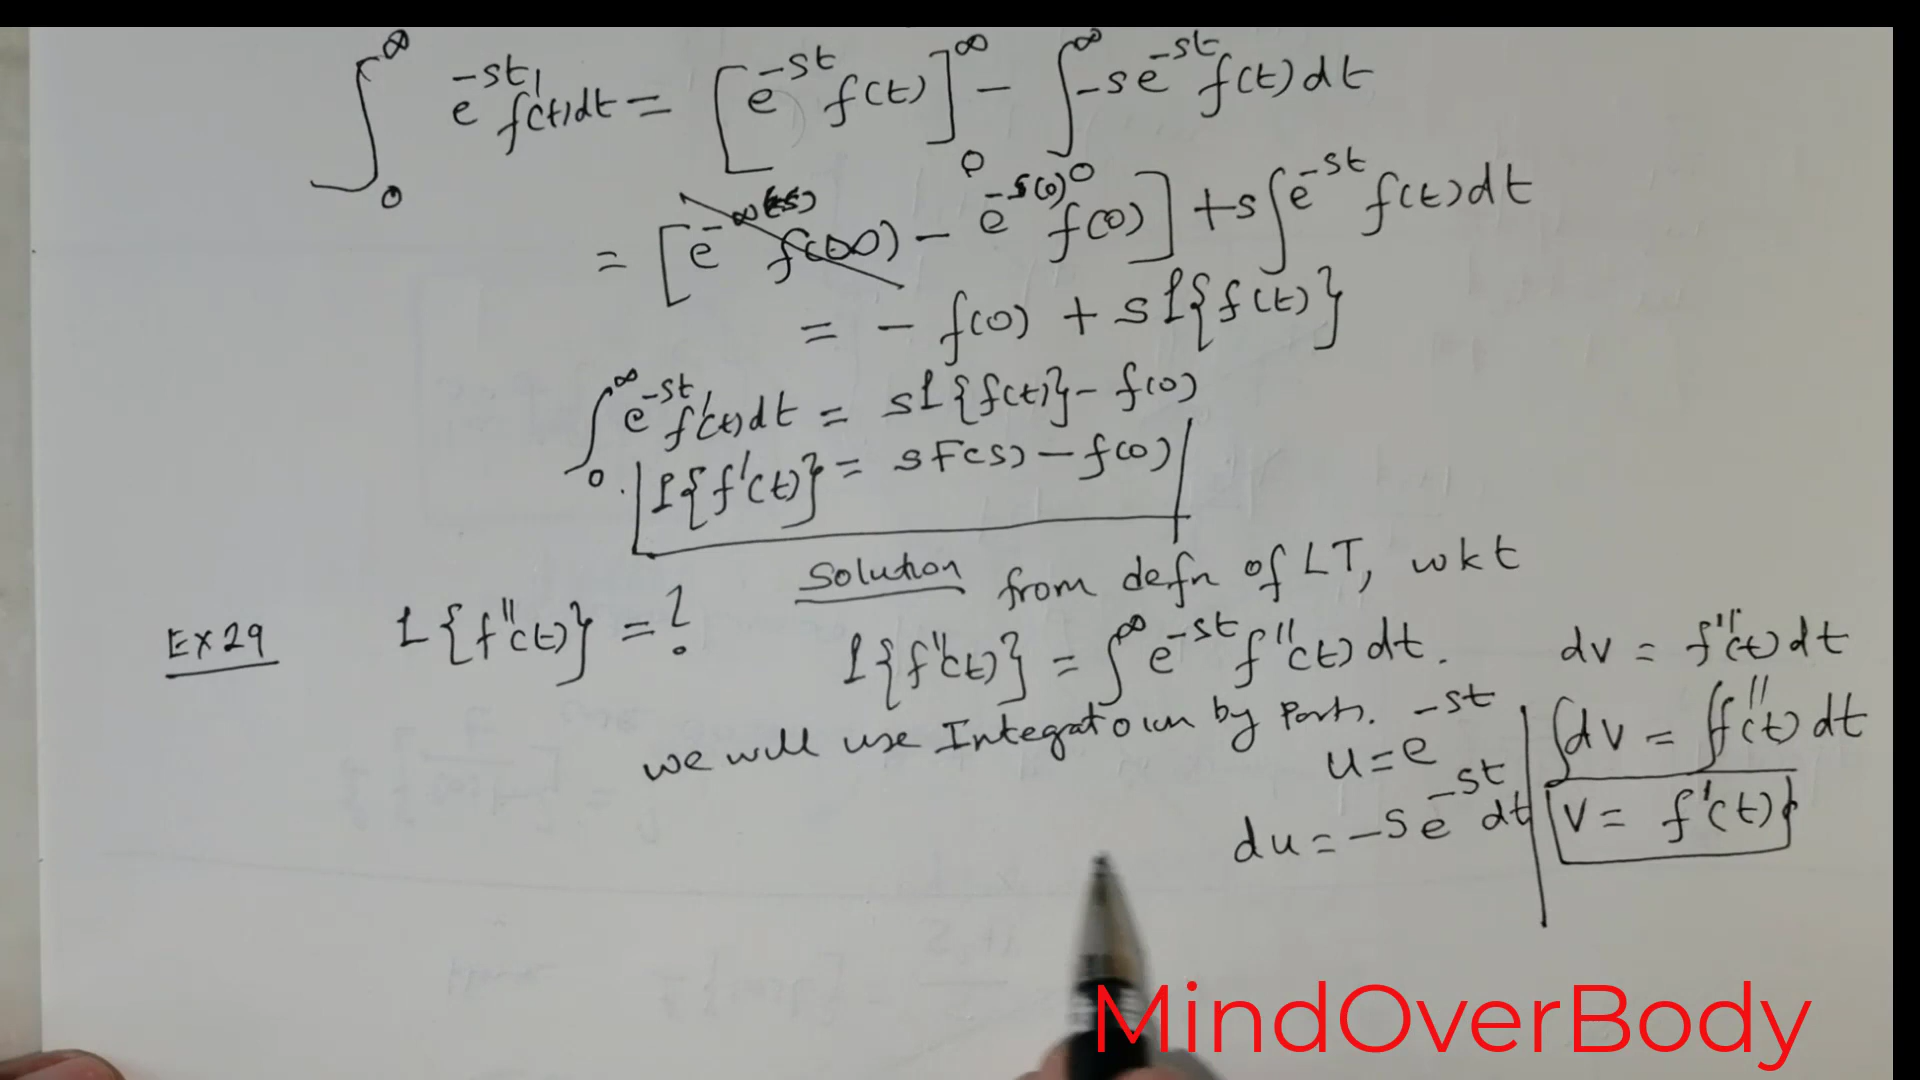 ∫₀^∞ e^{-st} f'(t)dt = [e^{-st} f(t)]₀^∞ - ∫₀^∞ -s e^{-st} f(t) dt
= [e^{-∞(s)} f(∞) - e^{-s(0)} f(0)] + s∫e^{-st} f(t) dt
= - f(0) + s L{f(t)}
∫₀^∞ e^{-st} f'(t)dt = sL{f(t)} - f(0)
L{f'(t)} = sF(s) - f(0)
Solution from defn of LT, wkt
EX 29 L{f''(t)} = ?
L{f''(t)} = ∫^∞ e^{-st} f''(t) dt.
we will use Integration by Parts.
u = e^{-st}
du = -s e^{-st} dt
dv = f''(t) dt
∫dv = ∫f''(t) dt
v = f'(t)
MindOverBody